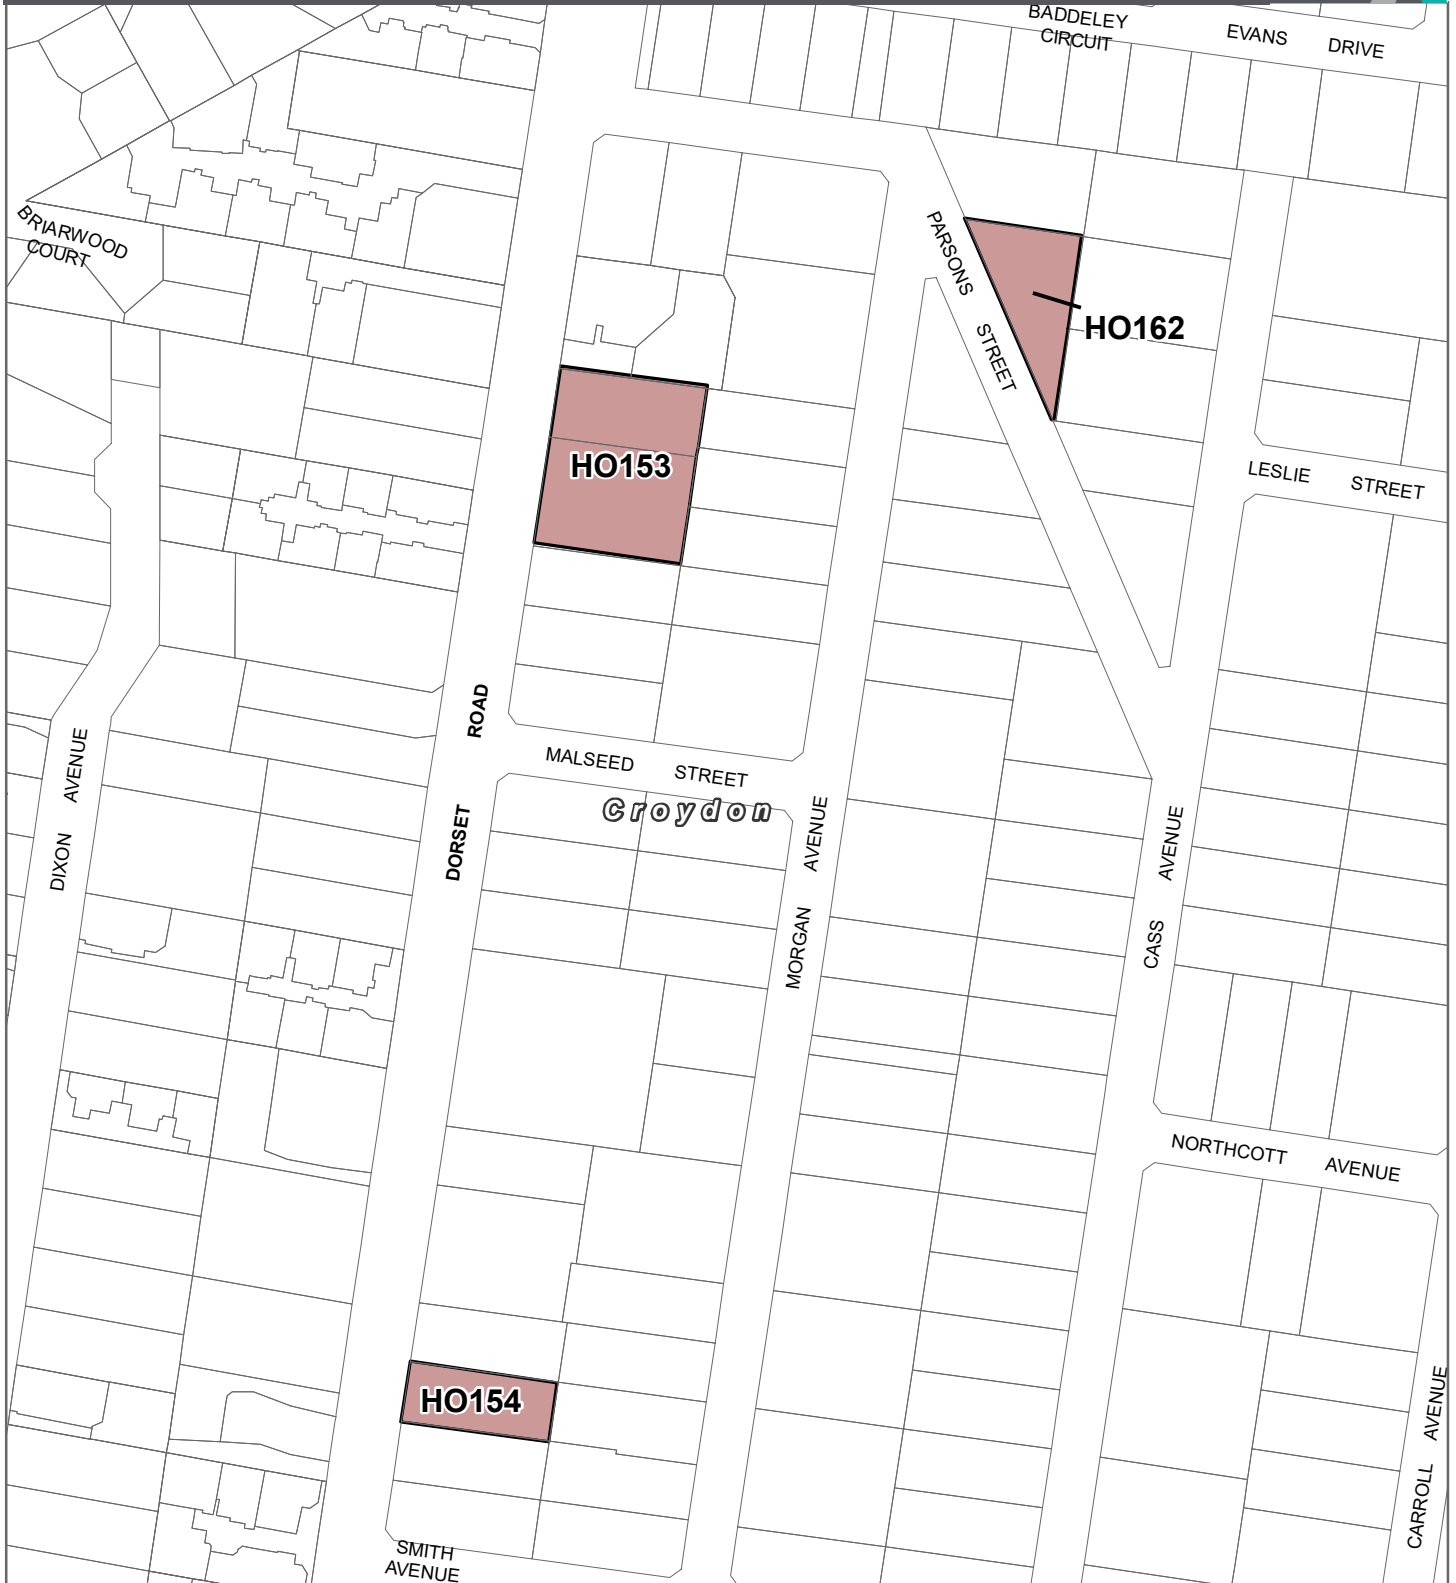 BADDELEY
CIRCUIT
EVANS DRIVE
BRIARWOOD
COURT
PARSONS STREET
HO162
HO153
LESLIE STREET
DORSET ROAD
MALSEED STREET
Croydon
DIXON AVENUE
MORGAN AVENUE
CASS AVENUE
NORTHCOTT AVENUE
HO154
CARROLL AVENUE
SMITH
AVENUE